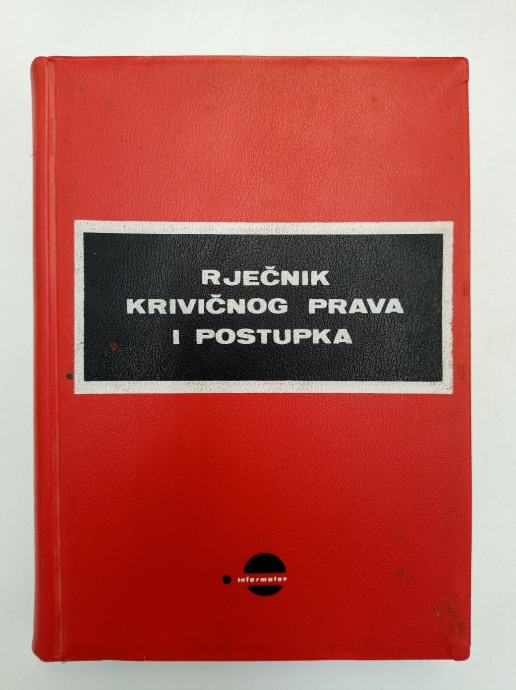 RJEČNIK
KRIVIČNOG PRAVA
I POSTUPKA
informator